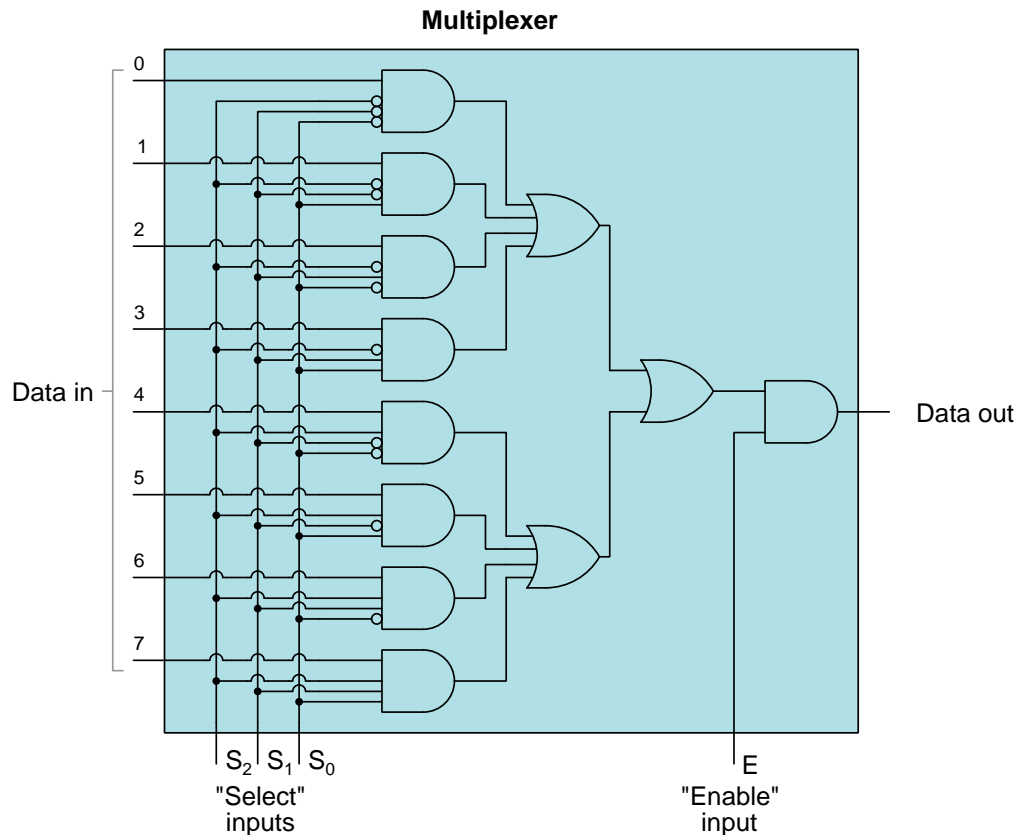 Multiplexer
0
1
2
3
Data in
4
Data out
5
6
7
S2 S1 S0
E
"Select"
inputs
"Enable"
input